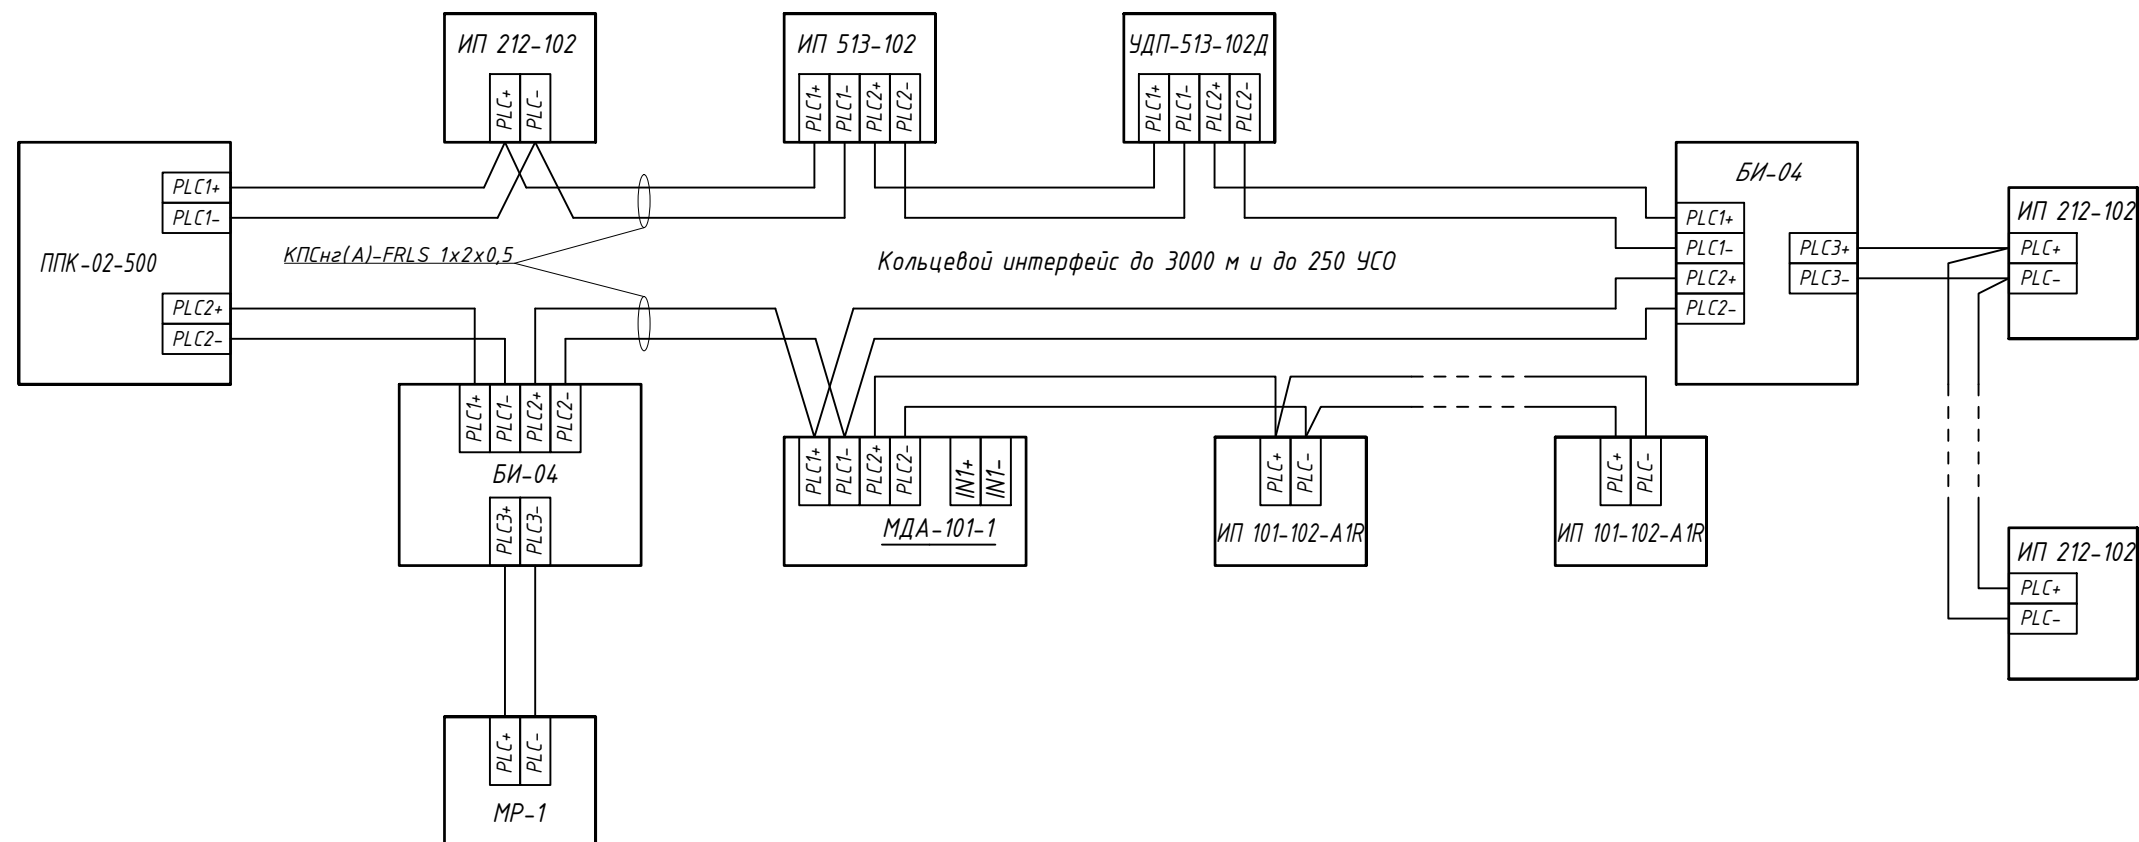 ИП 212-102
PLC+
PLC-
ИП 513-102
PLC1+
PLC1-
PLC2+
PLC2-
УДП-513-102Д
PLC1+
PLC1-
PLC2+
PLC2-
ППК-02-500
PLC1+
PLC1-
PLC2+
PLC2-
КПСнг(А)-FRLS 1x2x0,5
Кольцевой интерфейс до 3000 м и до 250 УСО
БИ-04
PLC1+
PLC1-
PLC2+
PLC2-
PLC3+
PLC3-
ИП 212-102
PLC+
PLC-
PLC1+
PLC1-
PLC2+
PLC2-
БИ-04
PLC3+
PLC3-
PLC1+
PLC1-
PLC2+
PLC2-
IN1+
IN1-
МДА-101-1
PLC+
PLC-
ИП 101-102-A1R
PLC+
PLC-
ИП 101-102-A1R
ИП 212-102
PLC+
PLC-
PLC+
PLC-
МР-1